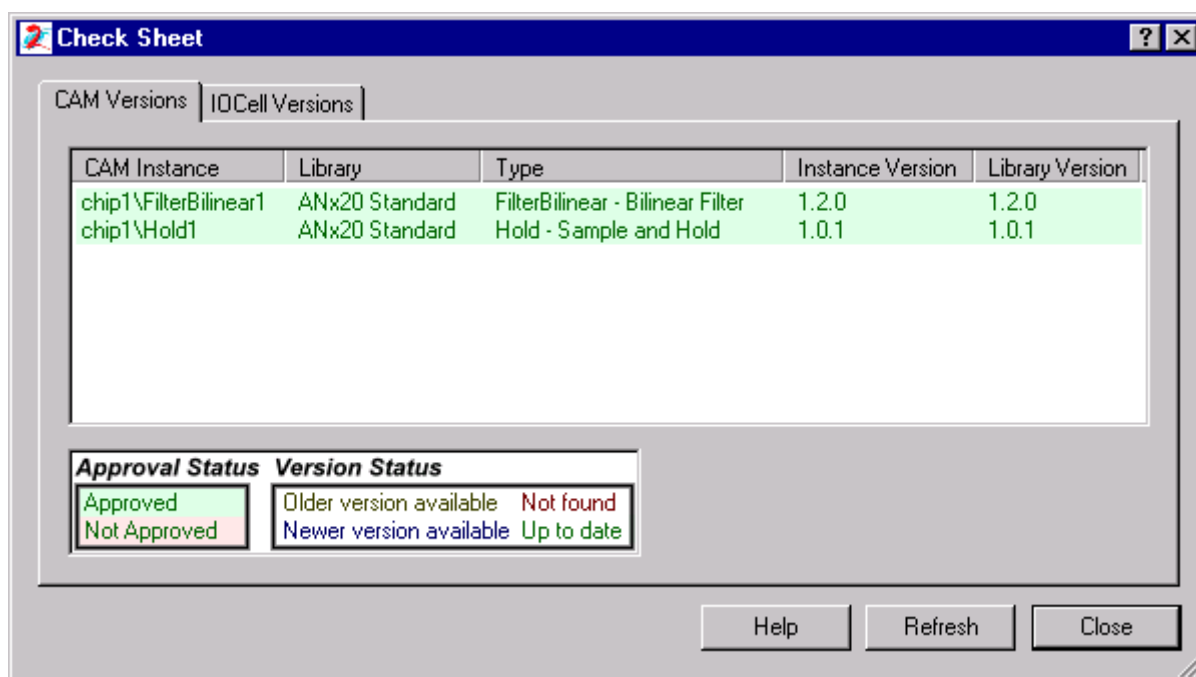 Check Sheet
CAM Versions IOCell Versions
CAM Instance Library Type Instance Version Library Version
chip1\FilterBilinear1 ANx20 Standard FilterBilinear - Bilinear Filter 1.2.0 1.2.0
chip1\Hold1 ANx20 Standard Hold - Sample and Hold 1.0.1 1.0.1
Approval Status Version Status
Approved Older version available Not found
Not Approved Newer version available Up to date
Help Refresh Close